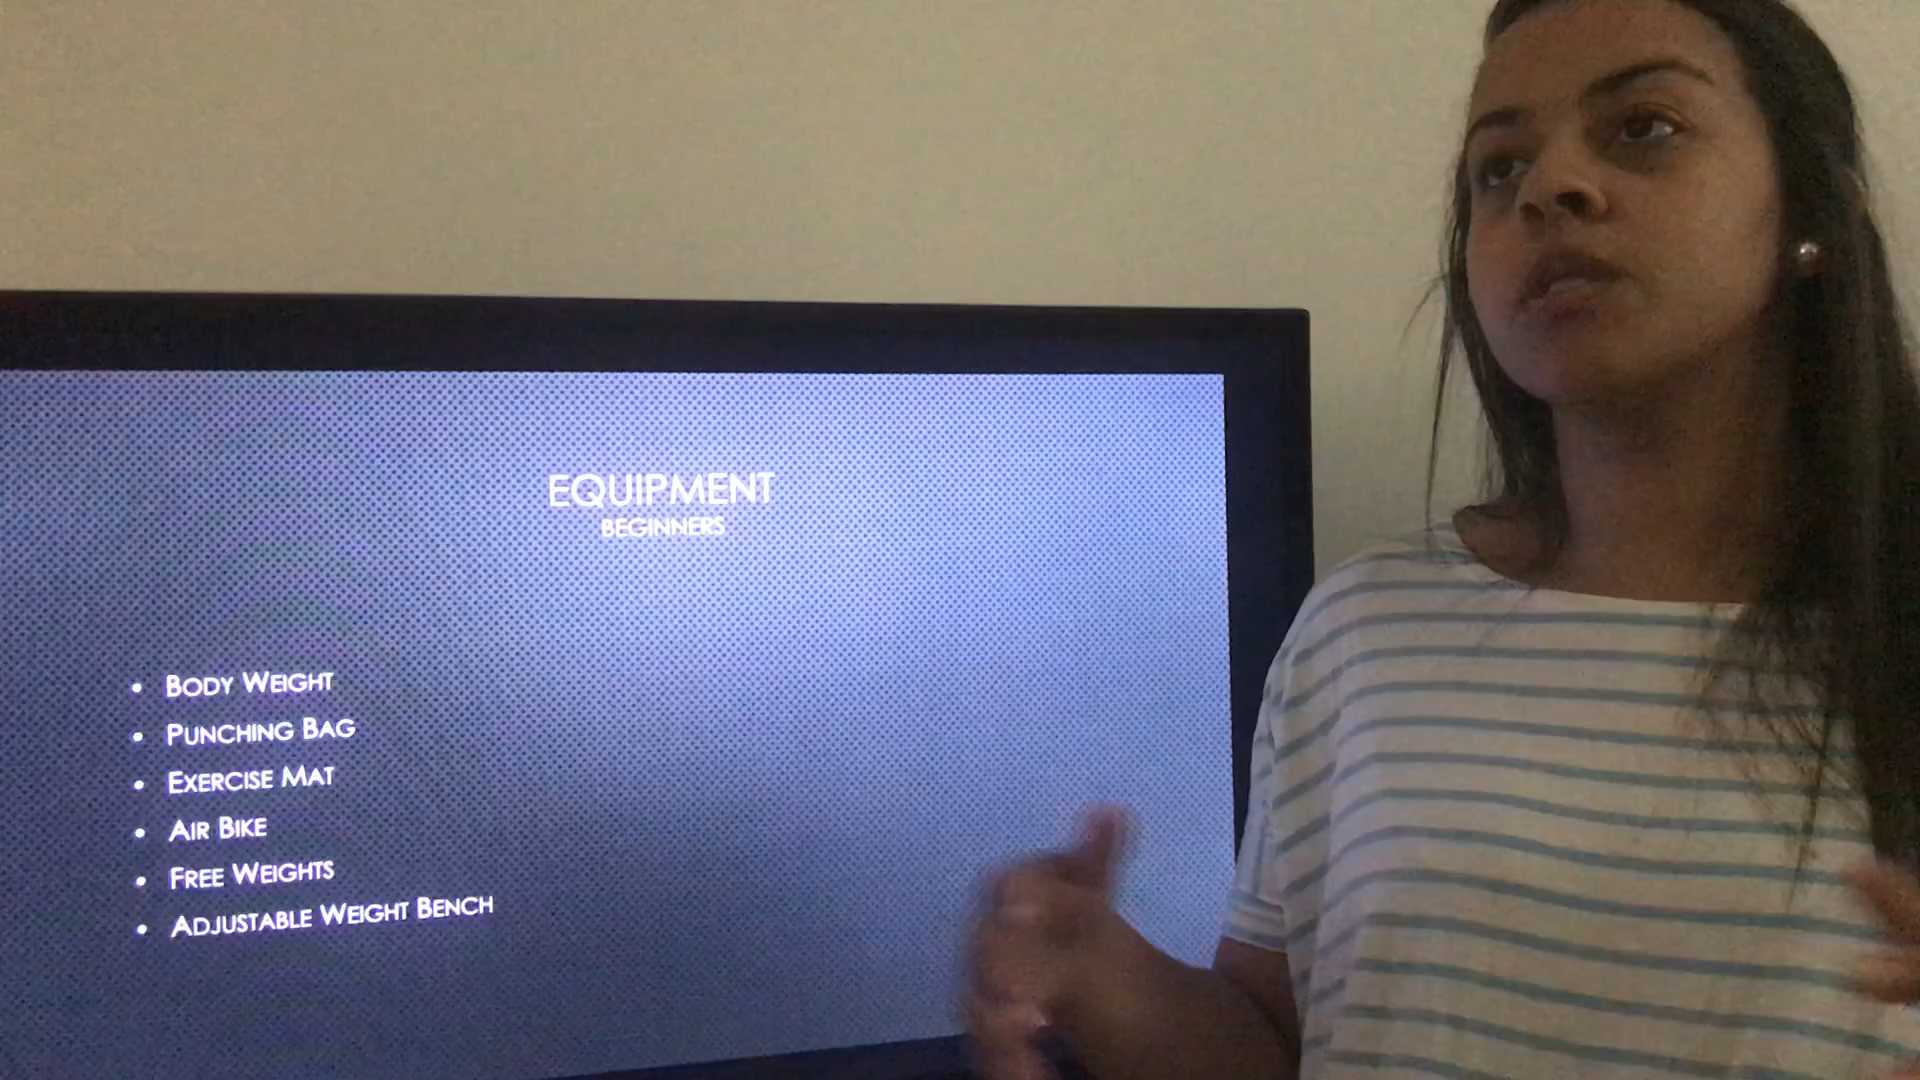 EQUIPMENT
BEGINNERS
• BODY WEIGHT
• PUNCHING BAG
• EXERCISE MAT
• AIR BIKE
• FREE WEIGHTS
• ADJUSTABLE WEIGHT BENCH